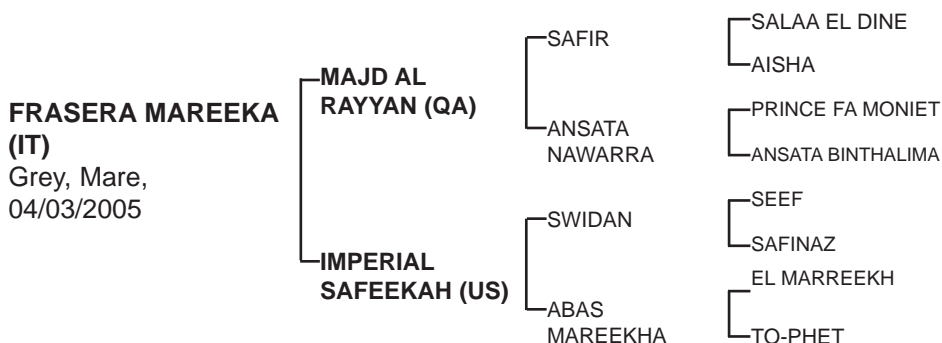 FRASERA MAREEKA
(IT)
Grey, Mare,
04/03/2005
MAJD AL
RAYYAN (QA)
IMPERIAL
SAFEEKAH (US)
SAFIR
ANSATA
NAWARRA
SWIDAN
ABAS
MAREEKHA
SALAA EL DINE
AISHA
PRINCE FA MONIET
ANSATA BINTHALIMA
SEEF
SAFINAZ
EL MARREEKH
TO-PHET